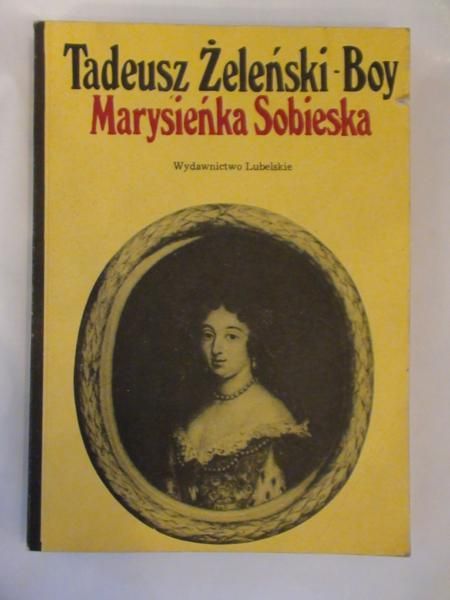 Tadeusz Żeleński-Boy
Marysieńka Sobieska
Wydawnictwo Lubelskie